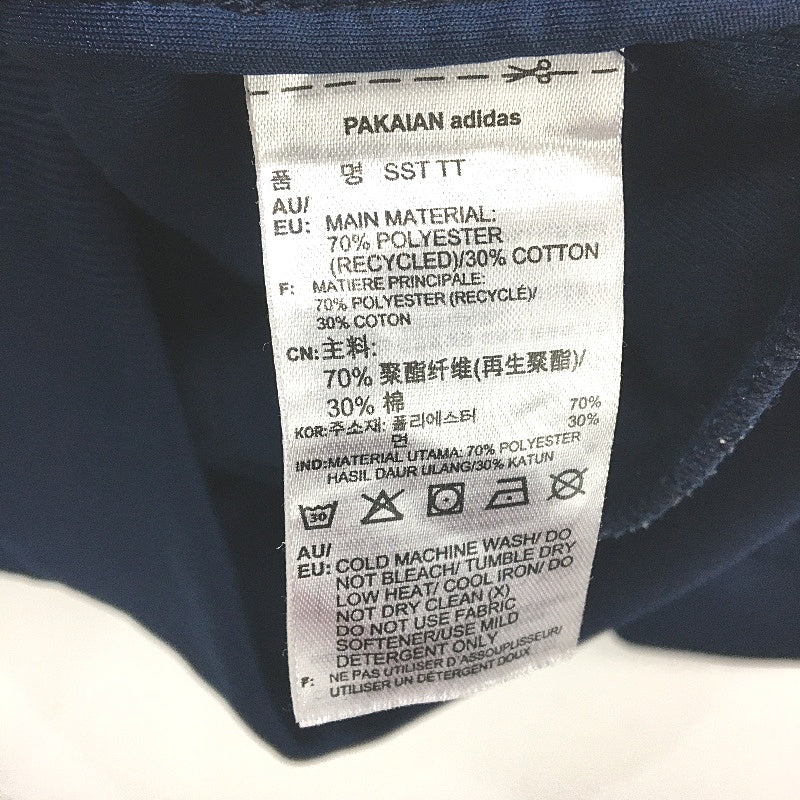 PAKAIAN adidas
품 명 SST TT
AU/
EU: MAIN MATERIAL:
70% POLYESTER
(RECYCLED)/30% COTTON
F: MATIERE PRINCIPALE:
70% POLYESTER (RECYCLÉ)/
30% COTON
CN:主料:
70% 聚酯纤维(再生聚酯)/
30% 棉
KOR:주소재: 폴리에스터 70%
면 30%
IND:MATERIAL UTAMA: 70% POLYESTER
HASIL DAUR ULANG/30% KATUN
30
AU/
EU: COLD MACHINE WASH/ DO
NOT BLEACH/ TUMBLE DRY
LOW HEAT/ COOL IRON/ DO
NOT DRY CLEAN (X)
DO NOT USE FABRIC
SOFTENER/USE MILD
DETERGENT ONLY
F: NE PAS UTILISER D'ASSOUPLISSEUR/
UTILISER UN DÉTERGENT DOUX